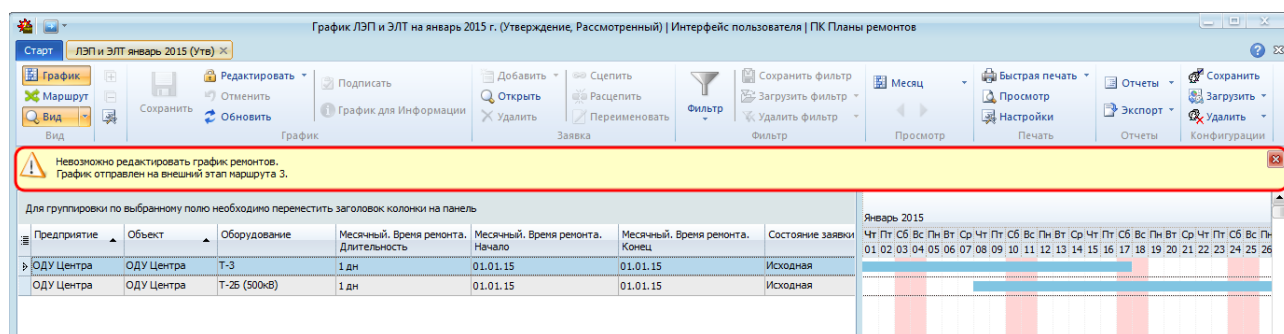 График ЛЭП и ЭЛТ на январь 2015 г. (Утверждение, Рассмотренный) | Интерфейс пользователя | ПК Планы ремонтов
Старт ЛЭП и ЭЛТ январь 2015 (Утв)
График Редактировать Подписать Добавить Сцепить Сохранить фильтр Месяц Быстрая печать Отчеты Сохранить
Маршрут Сохранить Отменить Открыть Расцепить Фильтр Загрузить фильтр Просмотр Загрузить
Вид Обновить График для Информации Удалить Переименовать Удалить фильтр Настройки Экспорт Удалить
Вид График Заявка Фильтр Просмотр Печать Отчеты Конфигурации
Невозможно редактировать график ремонтов.
График отправлен на внешний этап маршрута 3.
Для группировки по выбранному полю необходимо переместить заголовок колонки на панель
Январь 2015
Предприятие Объект Оборудование Месячный. Время ремонта. Длительность Месячный. Время ремонта. Начало Месячный. Время ремонта. Конец Состояние заявки
Чт Пт Сб Вс Пн Вт Ср Чт Пт Сб Вс Пн Вт Ср Чт Пт Сб Вс Пн Вт Ср Чт Пт Сб Вс Пн
01 02 03 04 05 06 07 08 09 10 11 12 13 14 15 16 17 18 19 20 21 22 23 24 25 26
ОДУ Центра ОДУ Центра Т-3 1 дн 01.01.15 01.01.15 Исходная
ОДУ Центра ОДУ Центра Т-2Б (500кВ) 1 дн 01.01.15 01.01.15 Исходная